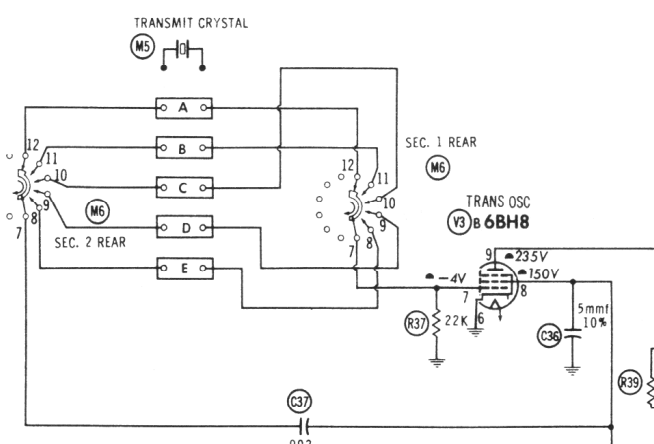 TRANSMIT CRYSTAL
M5
A
B
C
D
E
12
11
10
9
8
7
M6
SEC. 2 REAR
SEC. 1 REAR
M6
12
11
10
9
8
7
TRANS OSC
V3 B 6BH8
9
235V
150V
-4V
7
8
6
R37
22K
C36
5mmf
10%
R39
C37
.002